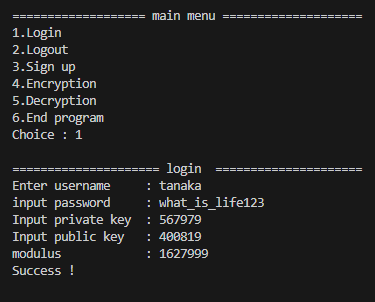 =================== main menu ====================
1.Login
2.Logout
3.Sign up
4.Encryption
5.Decryption
6.End program
Choice : 1
===================== login  =====================
Enter username     : tanaka
input password     : what_is_life123
Input private key  : 567979
Input public key   : 400819
modulus            : 1627999
Success !